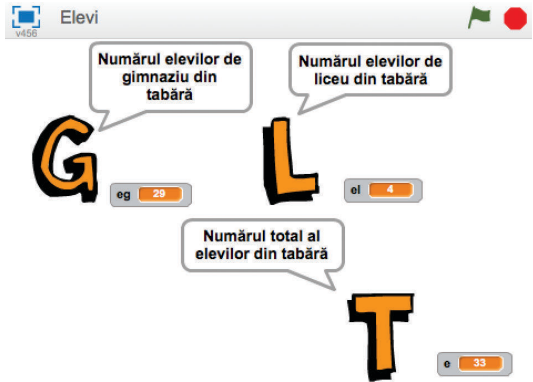 Elevi
v456
Numărul elevilor de
gimnaziu din
tabără
Numărul elevilor de
liceu din tabără
G
eg 29
L
el 4
Numărul total al
elevilor din tabără
T
e 33